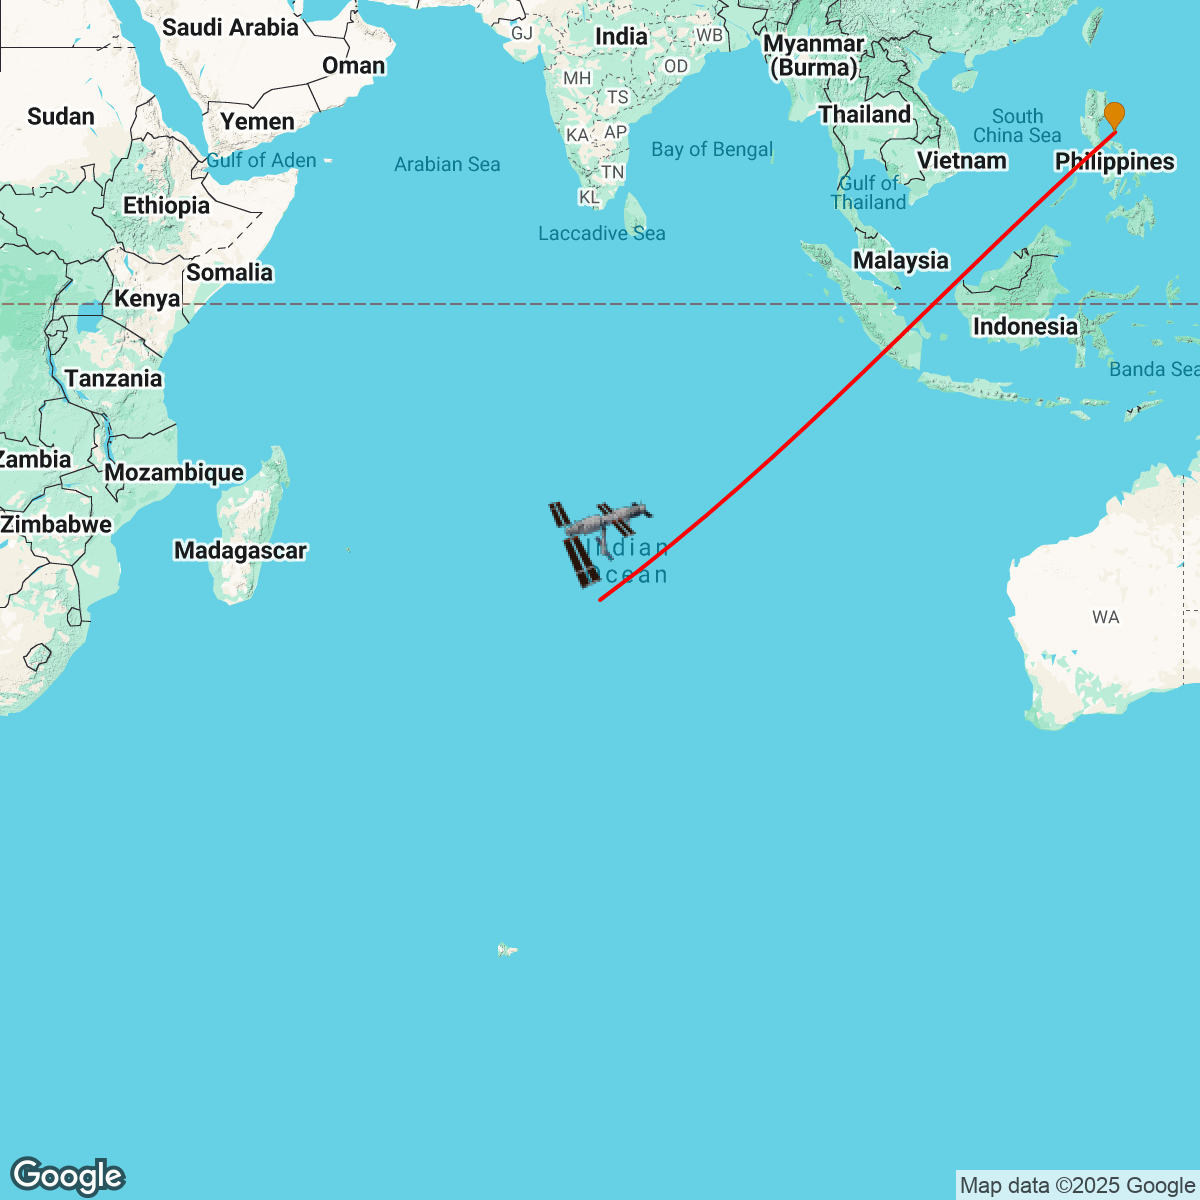 Saudi Arabia
GJ
India
WB
Myanmar
(Burma)
Oman
MH
OD
TS
Sudan
Yemen
Thailand
South
China Sea
KA
AP
Gulf of Aden
Arabian Sea
Bay of Bengal
Vietnam
Philippines
TN
Gulf of
Thailand
KL
Ethiopia
Laccadive Sea
Malaysia
Somalia
Kenya
Indonesia
Tanzania
Banda Sea
Zambia
Mozambique
Zimbabwe
Madagascar
Indian
Ocean
WA
Google
Map data ©2025 Google